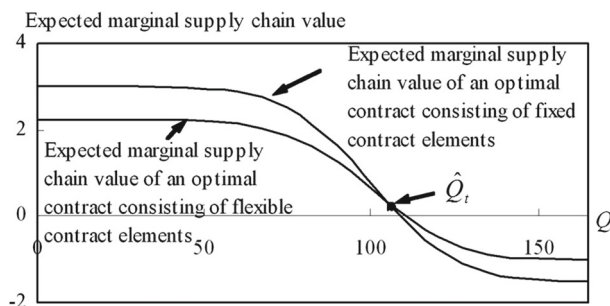 Expected marginal supply chain value
4
2
0
-2
Expected marginal supply
chain value of an optimal
contract consisting of fixed
contract elements
Expected marginal supply
chain value of an optimal
contract consisting of flexible
contract elements
Q̂t
0
50
100
150
Q